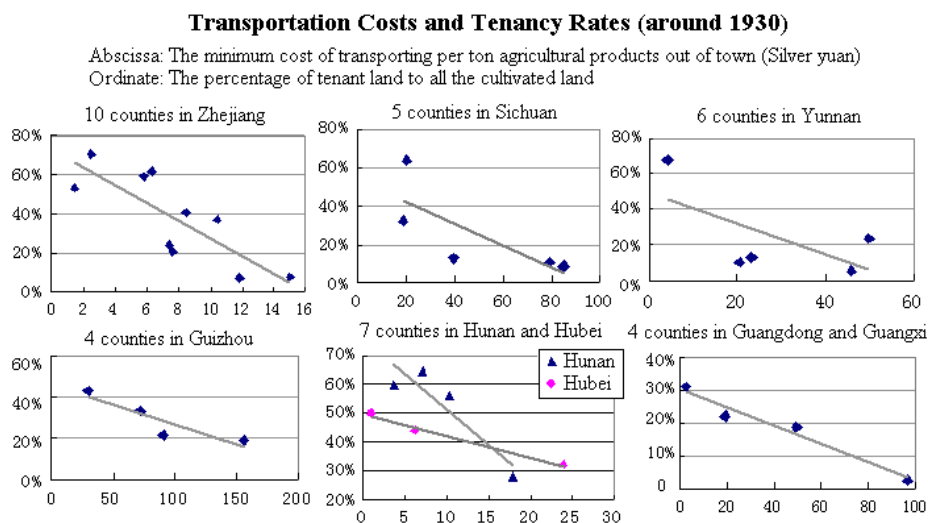 Transportation Costs and Tenancy Rates (around 1930)
Abscissa: The minimum cost of transporting per ton agricultural products out of town (Silver yuan)
Ordinate: The percentage of tenant land to all the cultivated land
10 counties in Zhejiang
80%
60%
40%
20%
0%
0 2 4 6 8 10 12 14 16
5 counties in Sichuan
80%
60%
40%
20%
0%
0 20 40 60 80 100
6 counties in Yunnan
80%
60%
40%
20%
0%
0 20 40 60
4 counties in Guizhou
60%
40%
20%
0%
0 50 100 150 200
7 counties in Hunan and Hubei
Hunan
Hubei
70%
60%
50%
40%
30%
20%
0 5 10 15 20 25 30
4 counties in Guangdong and Guangxi
40%
30%
20%
10%
0
0 20 40 60 80 100